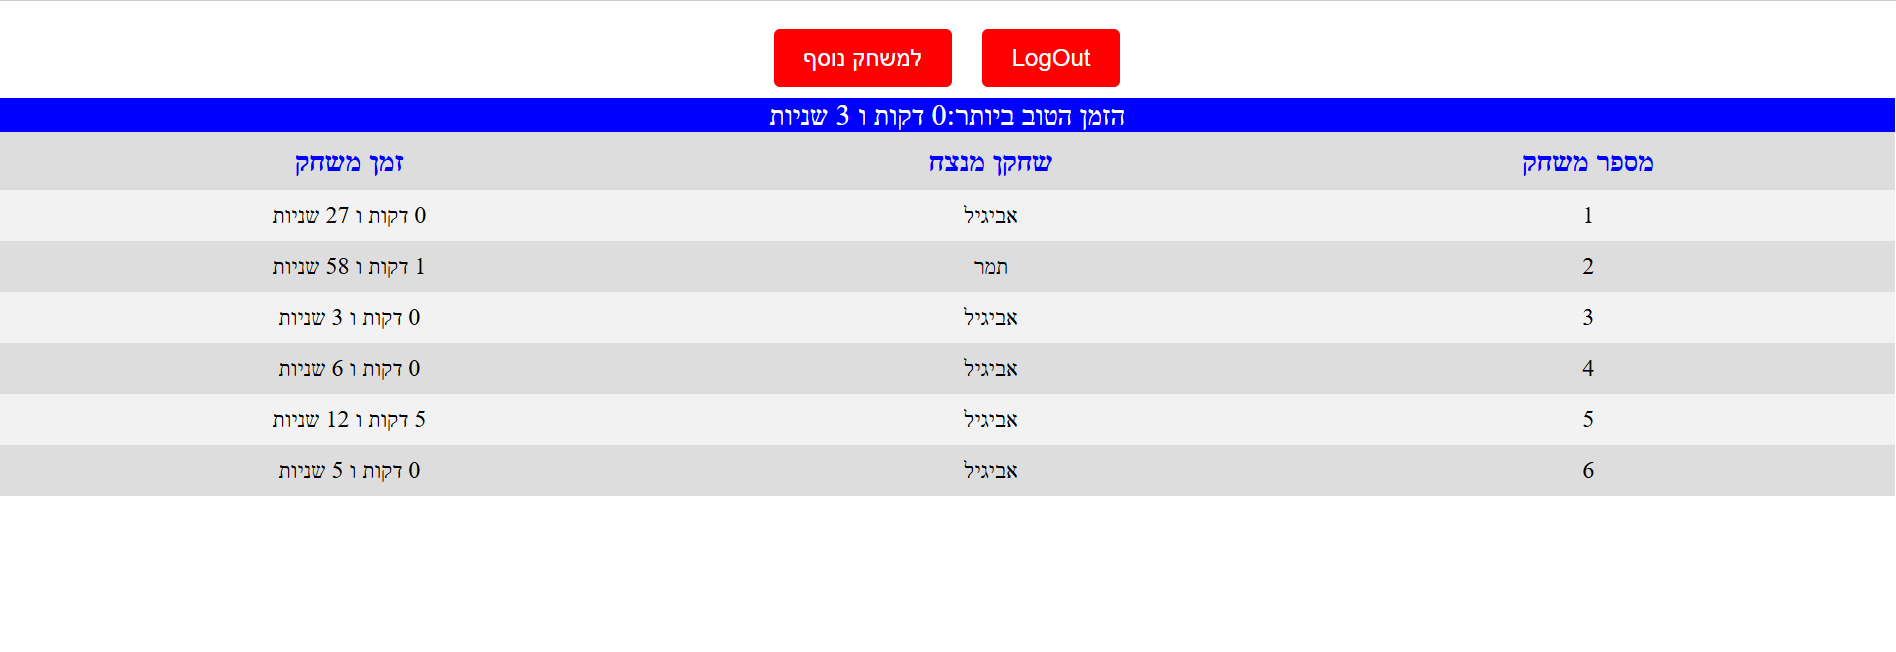 LogOut למשחק נוסף
הזמן הטוב ביותר:0 דקות ו 3 שניות
מספר משחק שחקן מנצח זמן משחק
1 אביגיל 0 דקות ו 27 שניות
2 תמר 1 דקות ו 58 שניות
3 אביגיל 0 דקות ו 3 שניות
4 אביגיל 0 דקות ו 6 שניות
5 אביגיל 5 דקות ו 12 שניות
6 אביגיל 0 דקות ו 5 שניות